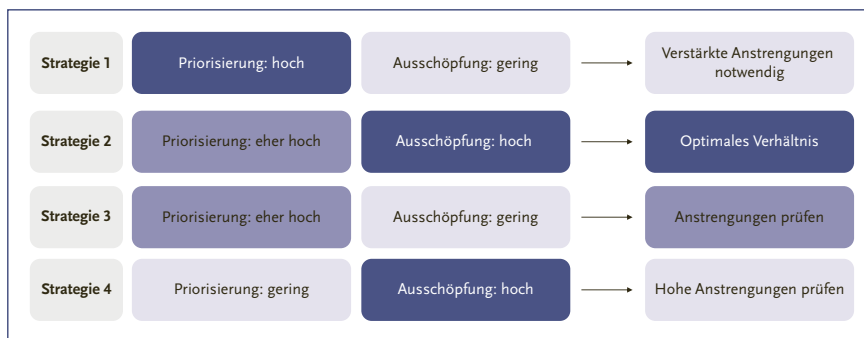 Strategie 1
Priorisierung: hoch
Ausschöpfung: gering
Verstärkte Anstrengungen
notwendig
Strategie 2
Priorisierung: eher hoch
Ausschöpfung: hoch
Optimales Verhältnis
Strategie 3
Priorisierung: eher hoch
Ausschöpfung: gering
Anstrengungen prüfen
Strategie 4
Priorisierung: gering
Ausschöpfung: hoch
Hohe Anstrengungen prüfen